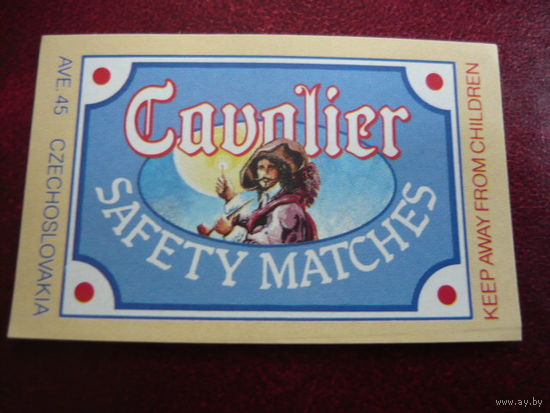 Cavalier
SAFETY MATCHES
AVE. 45 CZECHOSLOVAKIA
KEEP AWAY FROM CHILDREN
© www.ay.by